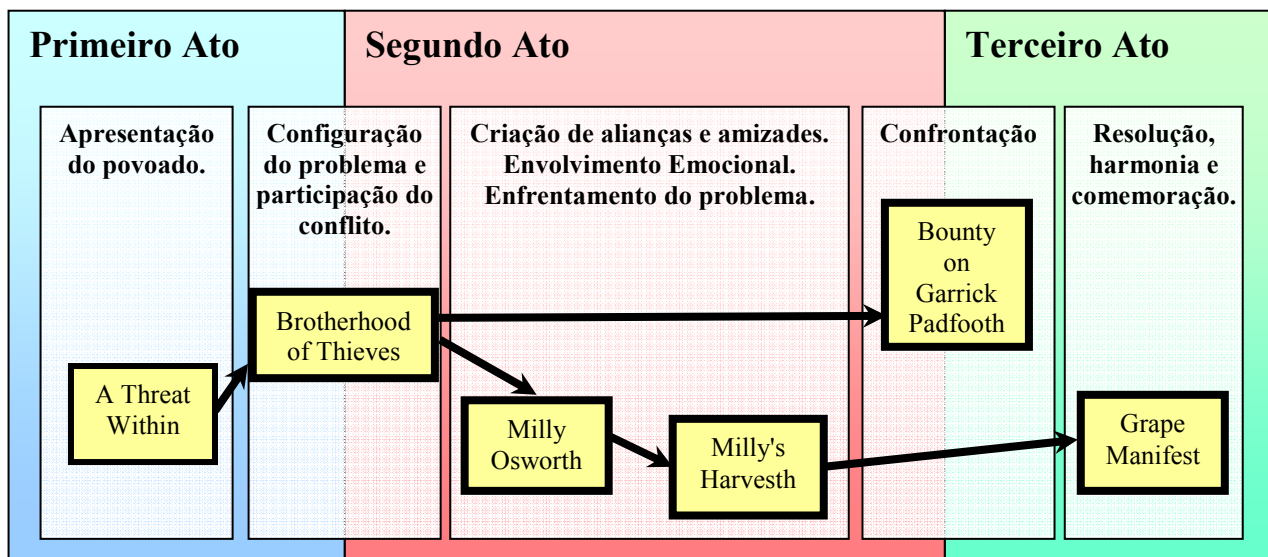 Primeiro Ato
Segundo Ato
Terceiro Ato
Apresentação
do povoado.
Configuração
do problema e
participação do
conflito.
Criação de alianças e amizades.
Envolvimento Emocional.
Enfrentamento do problema.
Confrontação
Resolução,
harmonia e
comemoração.
A Threat
Within
Brotherhood
of Thieves
Milly
Osworth
Milly's
Harvesth
Bounty
on
Garrick
Padfooth
Grape
Manifest